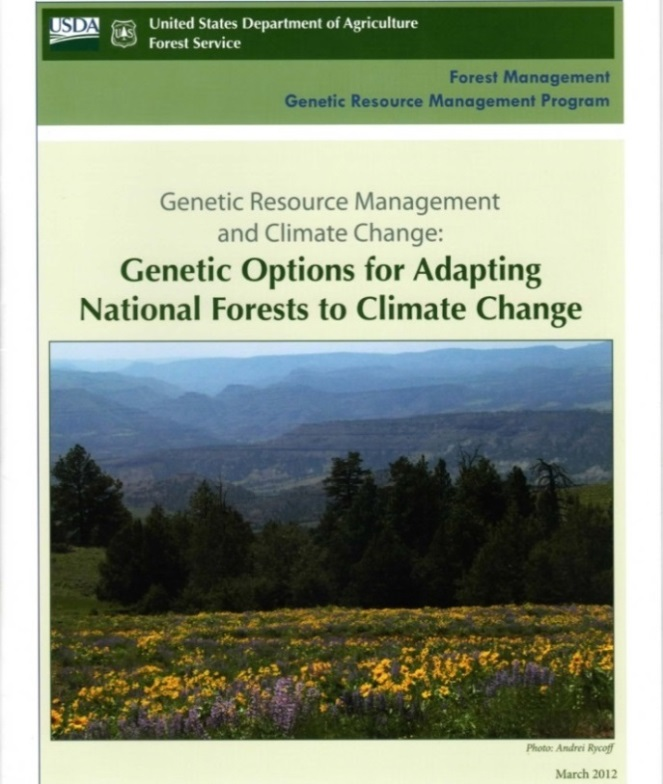 USDA
United States Department of Agriculture
Forest Service
Forest Management
Genetic Resource Management Program
Genetic Resource Management
and Climate Change:
Genetic Options for Adapting
National Forests to Climate Change
Photo: Andrei Rycoff
March 2012